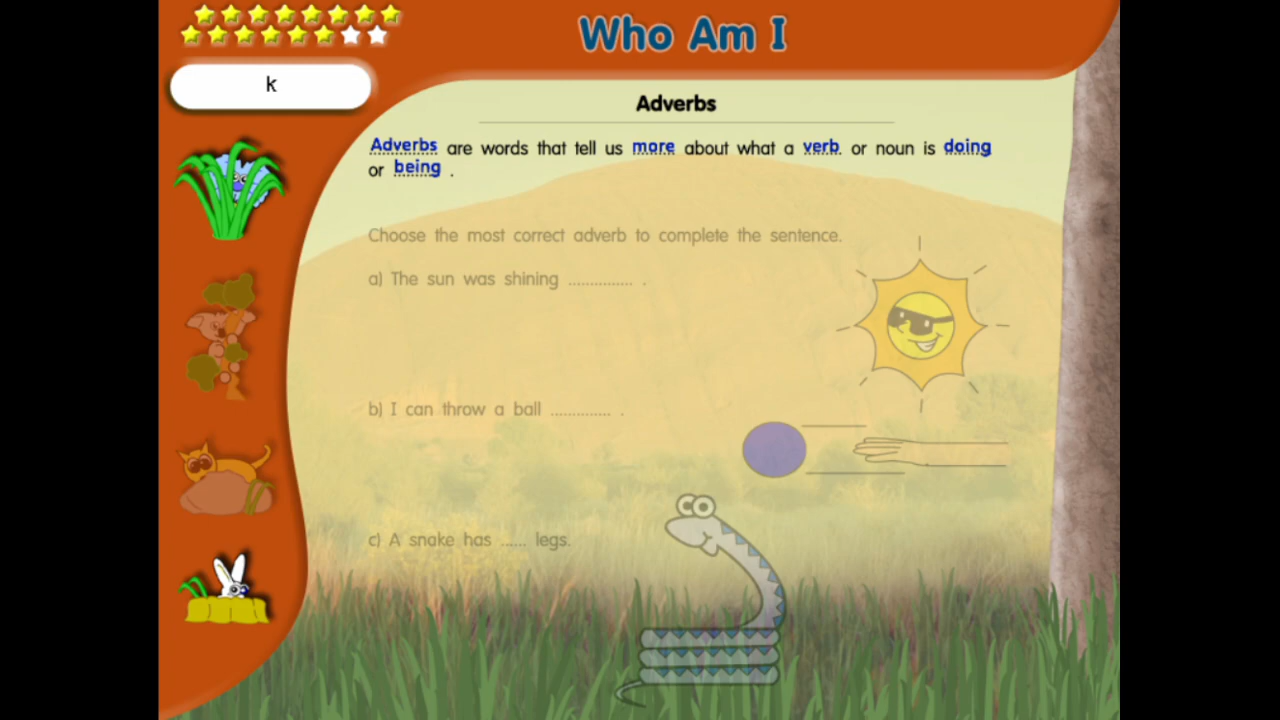 Who Am I
k
Adverbs
Adverbs are words that tell us more about what a verb or noun is doing
or being .
Choose the most correct adverb to complete the sentence.
a) The sun was shining .............. .
b) I can throw a ball ............. .
c) A snake has ...... legs.